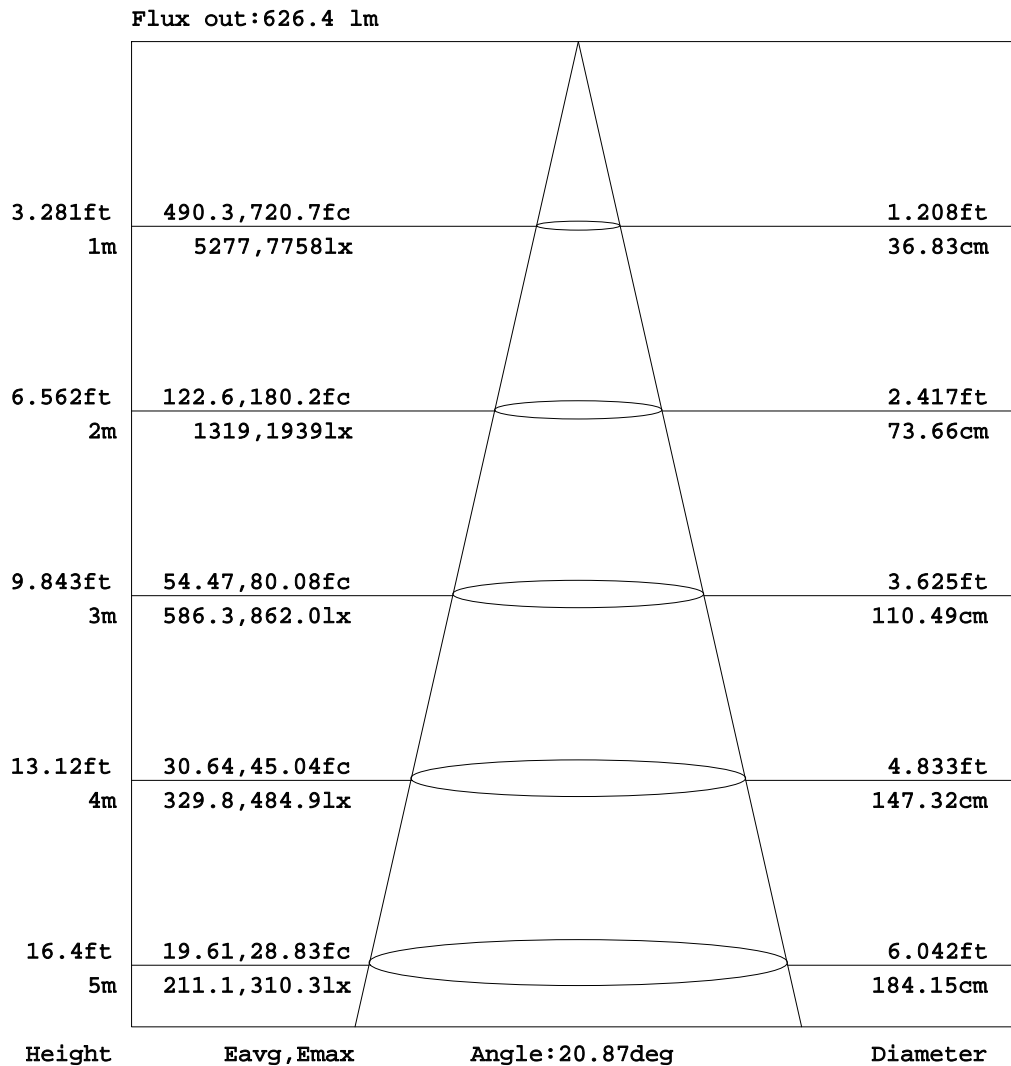 Flux out:626.4 lm
3.281ft 490.3,720.7fc 1.208ft
1m 5277,7758lx 36.83cm
6.562ft 122.6,180.2fc 2.417ft
2m 1319,1939lx 73.66cm
9.843ft 54.47,80.08fc 3.625ft
3m 586.3,862.0lx 110.49cm
13.12ft 30.64,45.04fc 4.833ft
4m 329.8,484.9lx 147.32cm
16.4ft 19.61,28.83fc 6.042ft
5m 211.1,310.3lx 184.15cm
Height Eavg,Emax Angle:20.87deg Diameter